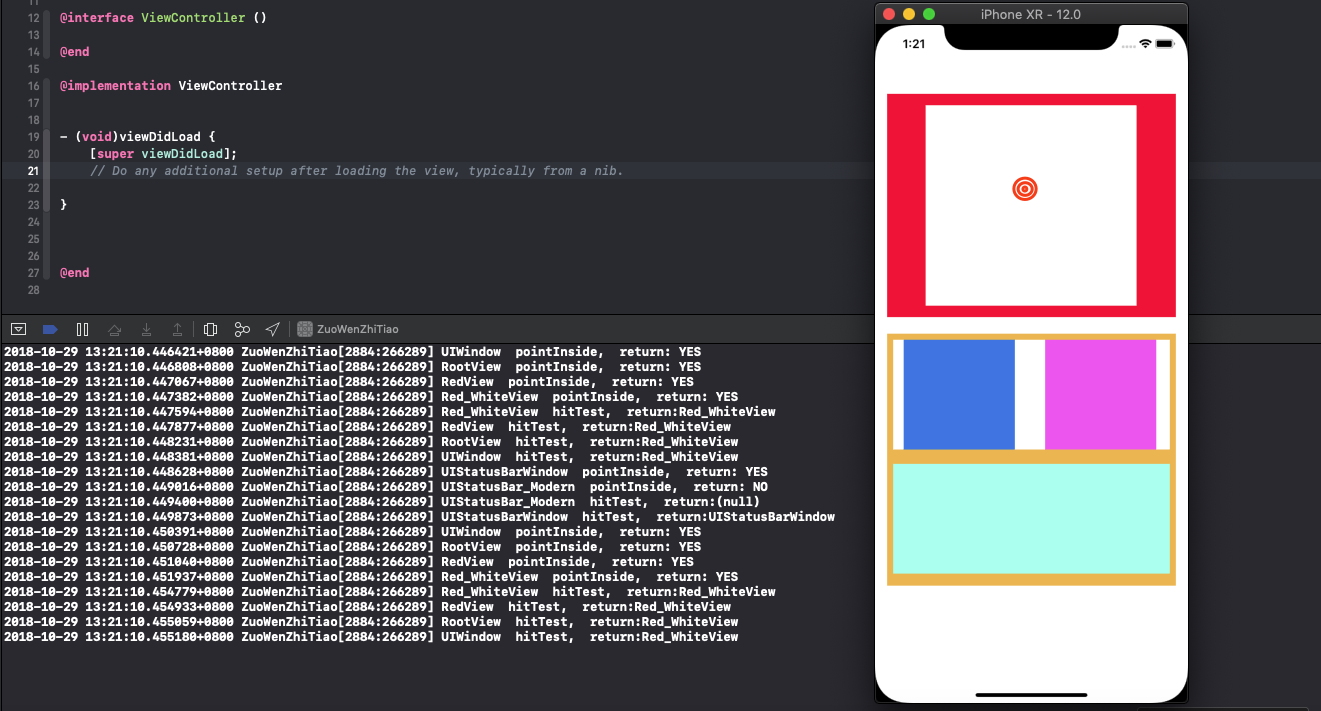 11
12 @interface ViewController ()
13
14 @end
15
16 @implementation ViewController
17
18
19 - (void)viewDidLoad {
20 [super viewDidLoad];
21 // Do any additional setup after loading the view, typically from a nib.
22
23 }
24
25
26
27 @end
28
ZuoWenZhiTiao
2018-10-29 13:21:10.446421+0800 ZuoWenZhiTiao[2884:266289] UIWindow pointInside, return: YES
2018-10-29 13:21:10.446808+0800 ZuoWenZhiTiao[2884:266289] RootView pointInside, return: YES
2018-10-29 13:21:10.447067+0800 ZuoWenZhiTiao[2884:266289] RedView pointInside, return: YES
2018-10-29 13:21:10.447382+0800 ZuoWenZhiTiao[2884:266289] Red_WhiteView pointInside, return: YES
2018-10-29 13:21:10.447594+0800 ZuoWenZhiTiao[2884:266289] Red_WhiteView hitTest, return:Red_WhiteView
2018-10-29 13:21:10.447877+0800 ZuoWenZhiTiao[2884:266289] RedView hitTest, return:Red_WhiteView
2018-10-29 13:21:10.448231+0800 ZuoWenZhiTiao[2884:266289] RootView hitTest, return:Red_WhiteView
2018-10-29 13:21:10.448381+0800 ZuoWenZhiTiao[2884:266289] UIWindow hitTest, return:Red_WhiteView
2018-10-29 13:21:10.448628+0800 ZuoWenZhiTiao[2884:266289] UIStatusBarWindow pointInside, return: YES
2018-10-29 13:21:10.449016+0800 ZuoWenZhiTiao[2884:266289] UIStatusBar_Modern pointInside, return: NO
2018-10-29 13:21:10.449400+0800 ZuoWenZhiTiao[2884:266289] UIStatusBar_Modern hitTest, return:(null)
2018-10-29 13:21:10.449873+0800 ZuoWenZhiTiao[2884:266289] UIStatusBarWindow hitTest, return:UIStatusBarWindow
2018-10-29 13:21:10.450391+0800 ZuoWenZhiTiao[2884:266289] UIWindow pointInside, return: YES
2018-10-29 13:21:10.450728+0800 ZuoWenZhiTiao[2884:266289] RootView pointInside, return: YES
2018-10-29 13:21:10.451040+0800 ZuoWenZhiTiao[2884:266289] RedView pointInside, return: YES
2018-10-29 13:21:10.451937+0800 ZuoWenZhiTiao[2884:266289] Red_WhiteView pointInside, return: YES
2018-10-29 13:21:10.454779+0800 ZuoWenZhiTiao[2884:266289] Red_WhiteView hitTest, return:Red_WhiteView
2018-10-29 13:21:10.454933+0800 ZuoWenZhiTiao[2884:266289] RedView hitTest, return:Red_WhiteView
2018-10-29 13:21:10.455059+0800 ZuoWenZhiTiao[2884:266289] RootView hitTest, return:Red_WhiteView
2018-10-29 13:21:10.455180+0800 ZuoWenZhiTiao[2884:266289] UIWindow hitTest, return:Red_WhiteView
iPhone XR - 12.0
1:21